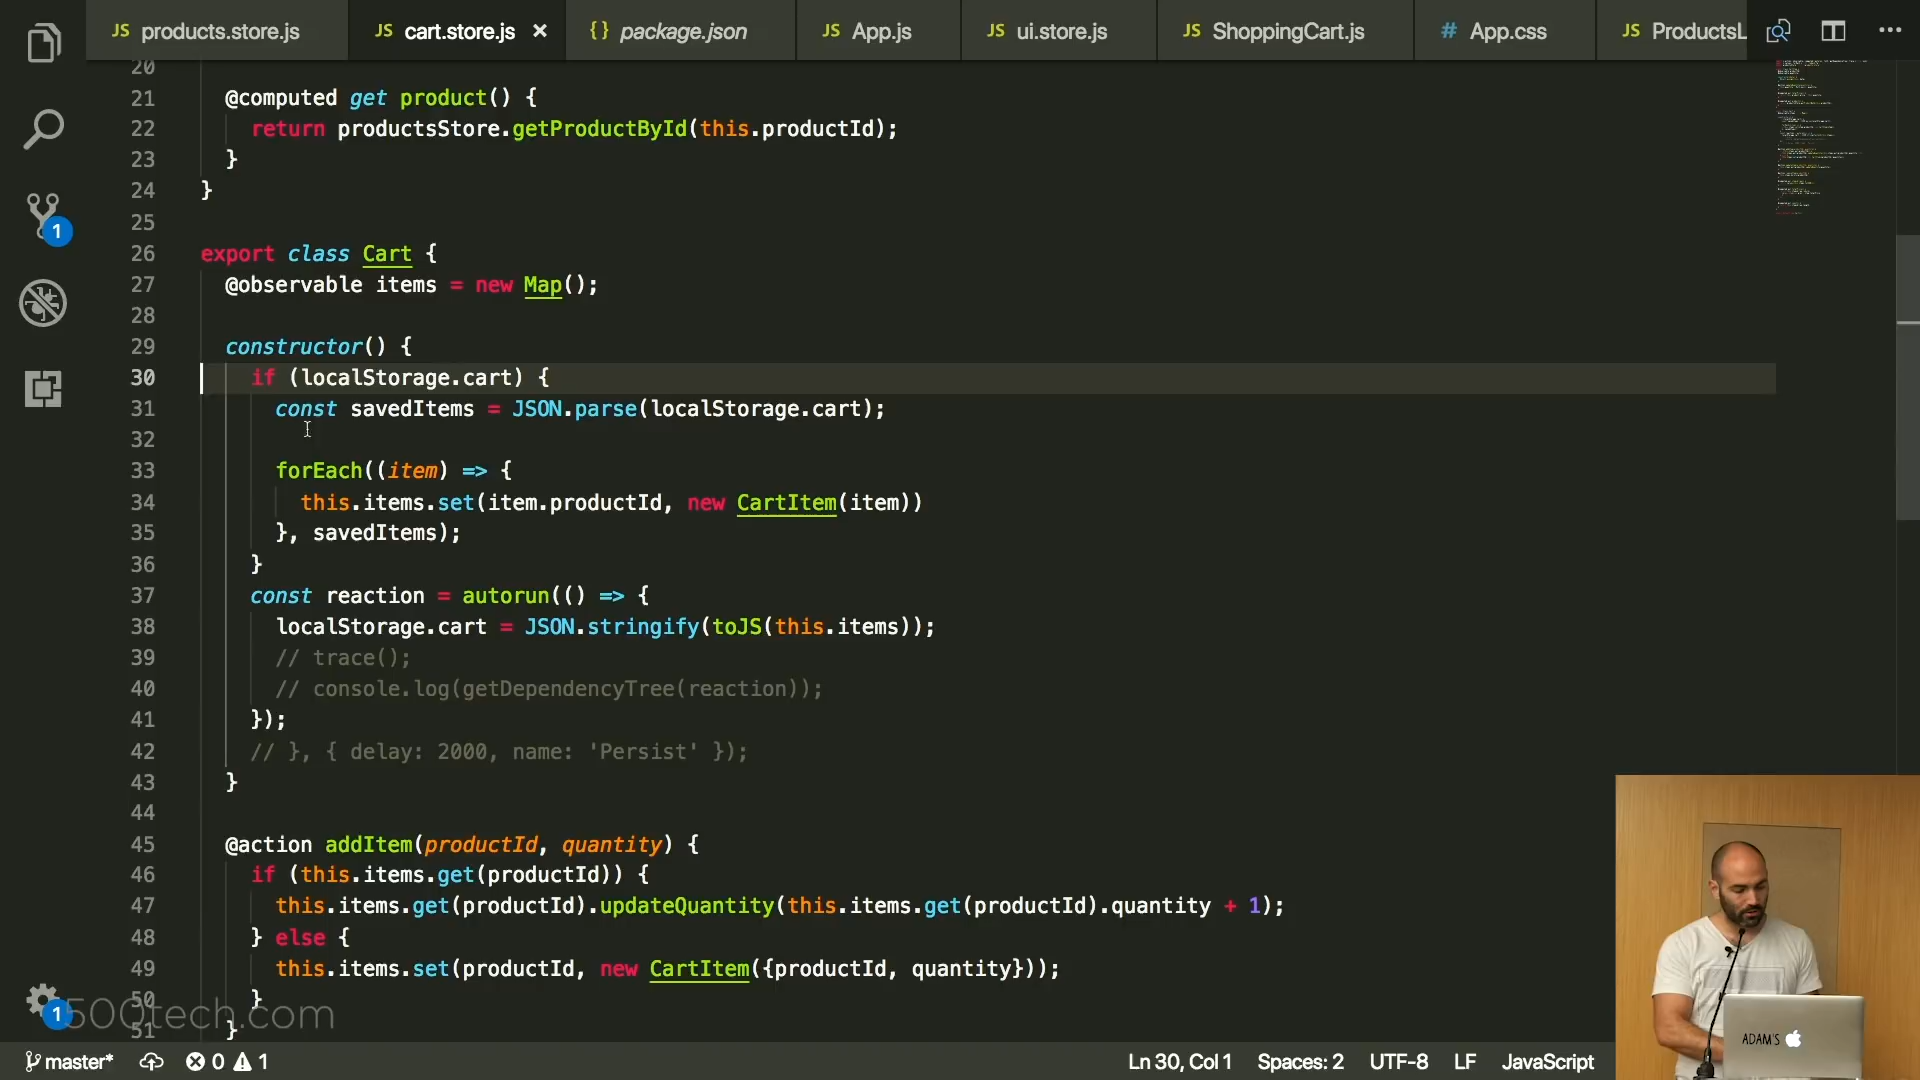 JS products.store.js
JS cart.store.js ×
{} package.json
JS App.js
JS ui.store.js
JS ShoppingCart.js
# App.css
JS ProductsL
20
21 @computed get product() {
22 return productsStore.getProductById(this.productId);
23 }
24 }
25
26 export class Cart {
27 @observable items = new Map();
28
29 constructor() {
30 if (localStorage.cart) {
31 const savedItems = JSON.parse(localStorage.cart);
32
33 forEach((item) => {
34 this.items.set(item.productId, new CartItem(item))
35 }, savedItems);
36 }
37 const reaction = autorun(() => {
38 localStorage.cart = JSON.stringify(toJS(this.items));
39 // trace();
40 // console.log(getDependencyTree(reaction));
41 });
42 // }, { delay: 2000, name: 'Persist' });
43 }
44
45 @action addItem(productId, quantity) {
46 if (this.items.get(productId)) {
47 this.items.get(productId).updateQuantity(this.items.get(productId).quantity + 1);
48 } else {
49 this.items.set(productId, new CartItem({productId, quantity}));
50 }
51 }
1
1
500tech.com
master* 0 1
Ln 30, Col 1 Spaces: 2 UTF-8 LF JavaScript
ADAM'S